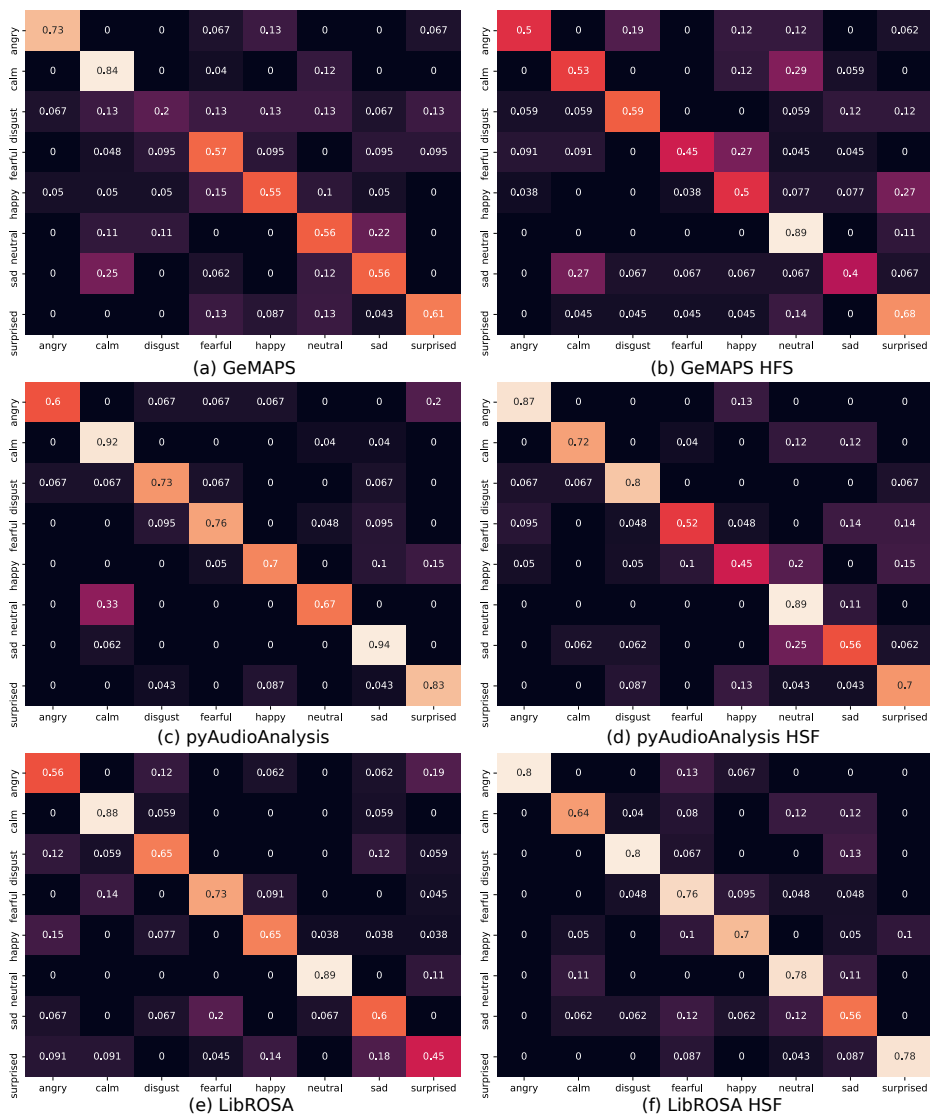 angry 0.73 0 0 0.067 0.13 0 0 0.067
calm 0 0.84 0 0.04 0 0.12 0 0
disgust 0.067 0.13 0.2 0.13 0.13 0.13 0.067 0.13
fearful 0 0.048 0.095 0.57 0.095 0 0.095 0.095
happy 0.05 0.05 0.05 0.15 0.55 0.1 0.05 0
neutral 0 0.11 0.11 0 0 0.56 0.22 0
sad 0 0.25 0 0.062 0 0.12 0.56 0
surprised 0 0 0 0.13 0.087 0.13 0.043 0.61
angry calm disgust fearful happy neutral sad surprised
(a) GeMAPS
angry 0.5 0 0.19 0 0.12 0.12 0 0.062
calm 0 0.53 0 0 0.12 0.29 0.059 0
disgust 0.059 0.059 0.59 0 0 0.059 0.12 0.12
fearful 0.091 0.091 0 0.45 0.27 0.045 0.045 0
happy 0.038 0 0 0.038 0.5 0.077 0.077 0.27
neutral 0 0 0 0 0 0.89 0 0.11
sad 0 0.27 0.067 0.067 0.067 0.067 0.4 0.067
surprised 0 0.045 0.045 0.045 0.045 0.14 0 0.68
angry calm disgust fearful happy neutral sad surprised
(b) GeMAPS HFS
angry 0.6 0 0.067 0.067 0.067 0 0 0.2
calm 0 0.92 0 0 0 0.04 0.04 0
disgust 0.067 0.067 0.73 0.067 0 0 0 0.067
fearful 0 0 0.095 0.76 0 0.048 0.095 0
happy 0 0 0 0.05 0.7 0 0.1 0.15
neutral 0 0.33 0 0 0 0.67 0 0
sad 0 0.062 0 0 0 0 0.94 0
surprised 0 0 0.043 0 0.087 0 0.043 0.83
angry calm disgust fearful happy neutral sad surprised
(c) pyAudioAnalysis
angry 0.87 0 0 0 0.13 0 0 0
calm 0 0.72 0 0.04 0 0.12 0.12 0
disgust 0.067 0.067 0.8 0 0 0 0 0.067
fearful 0.095 0 0.048 0.52 0.048 0 0.14 0.14
happy 0.05 0 0.05 0.1 0.45 0.2 0 0.15
neutral 0 0 0 0 0 0.89 0.11 0
sad 0 0.062 0.062 0 0 0.25 0.56 0.062
surprised 0 0 0.087 0 0.13 0.043 0.043 0.7
angry calm disgust fearful happy neutral sad surprised
(d) pyAudioAnalysis HSF
angry 0.56 0 0.12 0 0.062 0 0.062 0.19
calm 0 0.88 0.059 0 0 0 0.059 0
disgust 0.12 0.059 0.65 0 0 0 0.12 0.059
fearful 0 0.14 0 0.73 0.091 0 0 0.045
happy 0.15 0 0.077 0 0.65 0.038 0.038 0.038
neutral 0 0 0 0 0 0.89 0 0.11
sad 0.067 0 0.067 0.2 0 0.067 0.6 0
surprised 0.091 0.091 0 0.045 0.14 0 0.18 0.45
angry calm disgust fearful happy neutral sad surprised
(e) LibROSA
angry 0.8 0 0 0.13 0.067 0 0 0
calm 0 0.64 0.04 0.08 0 0.12 0.12 0
disgust 0 0 0.8 0.067 0 0 0.13 0
fearful 0 0 0.048 0.76 0.095 0.048 0.048 0
happy 0 0.05 0 0.1 0.7 0 0.05 0.1
neutral 0 0.11 0 0 0 0.78 0.11 0
sad 0 0.062 0.062 0.12 0.062 0.12 0.56 0
surprised 0 0 0 0.087 0 0.043 0.087 0.78
angry calm disgust fearful happy neutral sad surprised
(f) LibROSA HSF